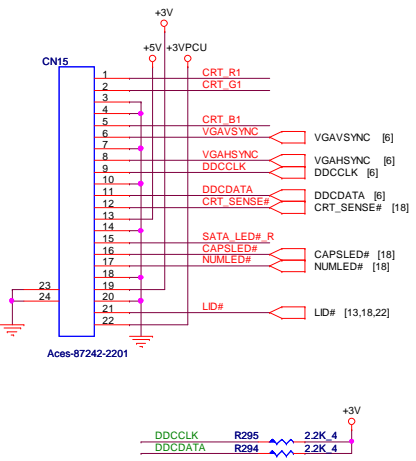 +3V
+5V +3VPCU
CN15
1 CRT_R1
2 CRT_G1
3
4
5 CRT_B1
6 VGAVSYNC VGAVSYNC [6]
7
8 VGAHSYNC VGAHSYNC [6]
9 DDCCLK DDCCLK [6]
10
11 DDCDATA DDCDATA [6]
12 CRT_SENSE# CRT_SENSE# [18]
13
14
15 SATA_LED#_R
16 CAPSLED# CAPSLED# [18]
17 NUMLED# NUMLED# [18]
18
23 19
24 20
21 LID# LID# [13,18,22]
22
Aces-87242-2201
+3V
DDCCLK R295 2.2K_4
DDCDATA R294 2.2K_4